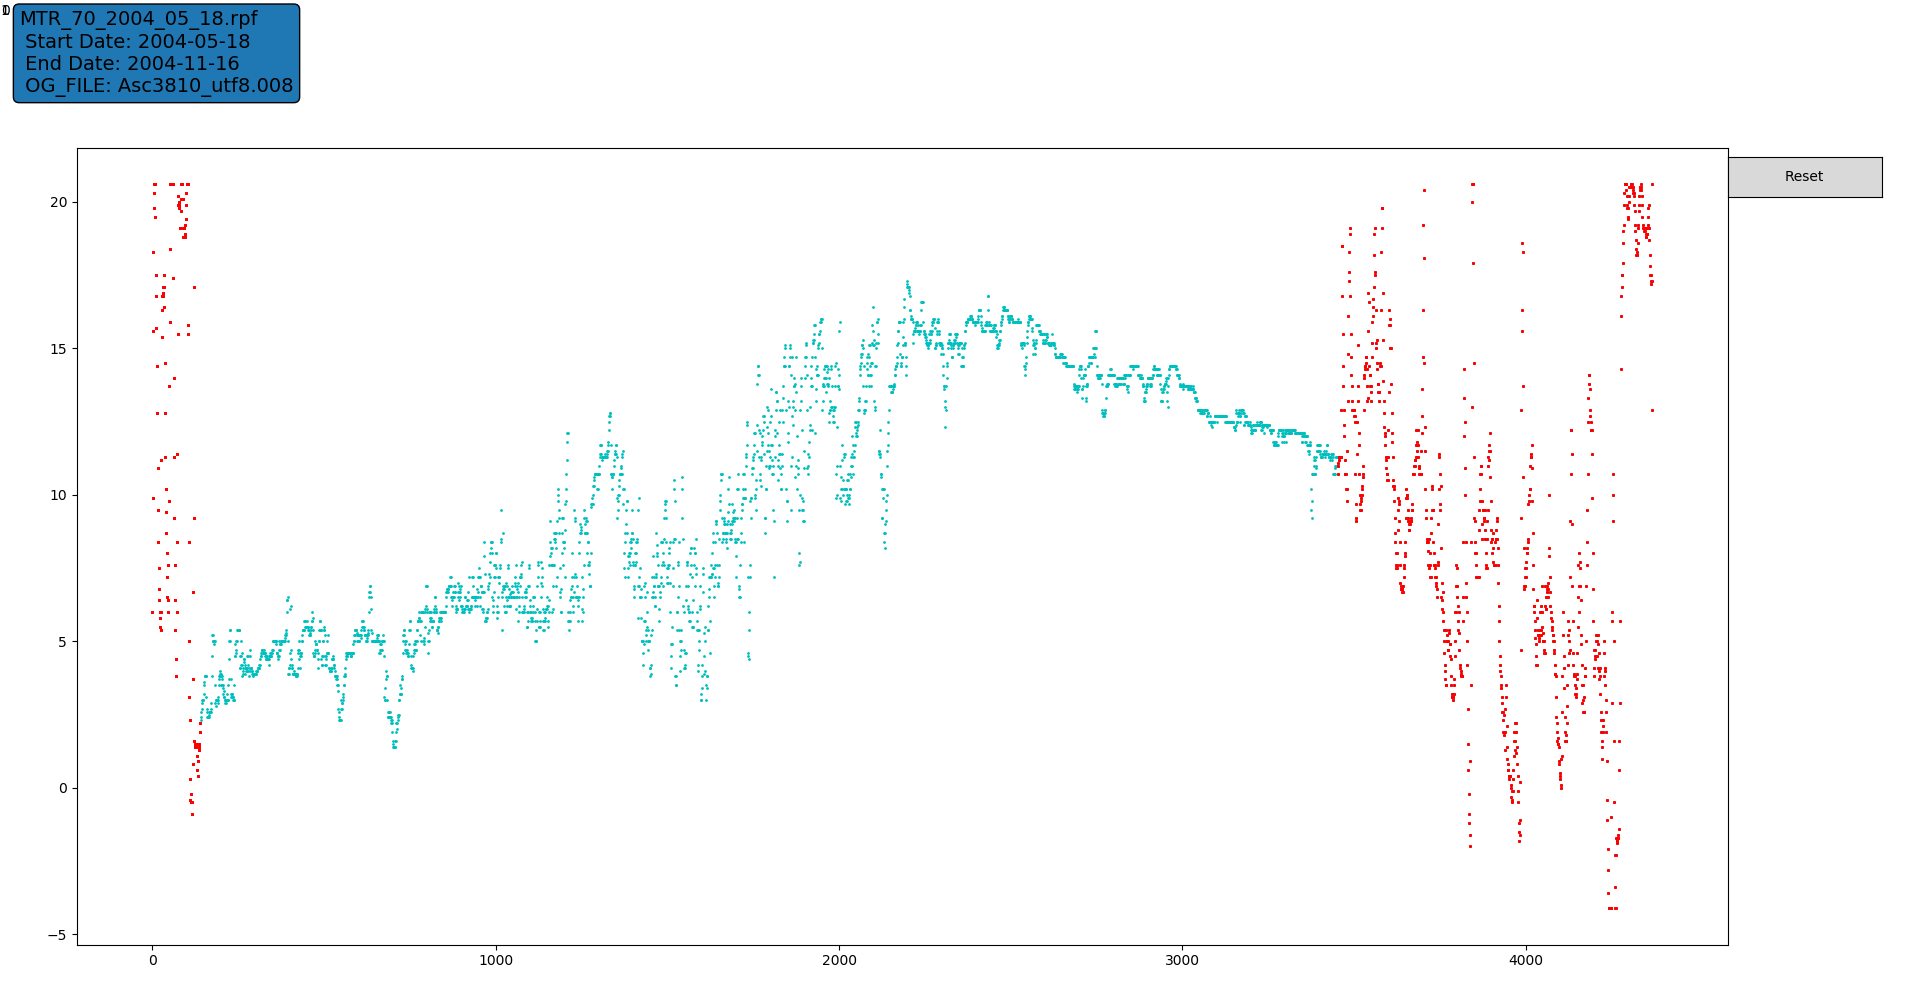 MTR_70_2004_05_18.rpf
Start Date: 2004-05-18
End Date: 2004-11-16
OG_FILE: Asc3810_utf8.008
Reset
20
15
10
5
0
−5
0
1000
2000
3000
4000